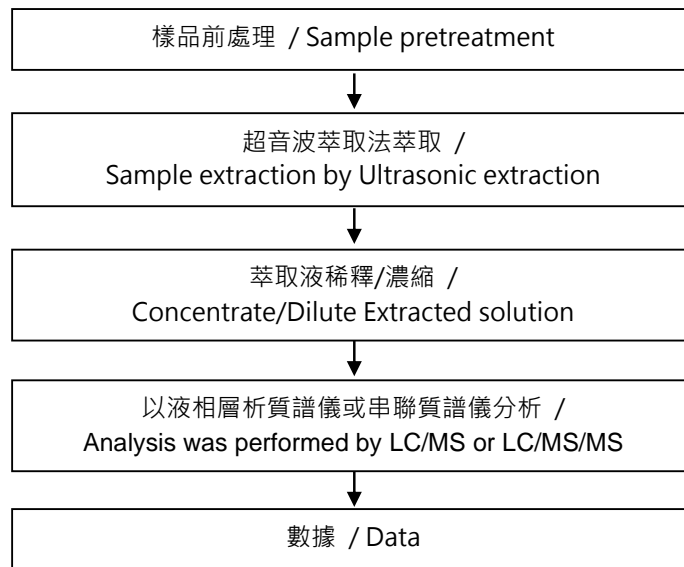 樣品前處理 / Sample pretreatment
超音波萃取法萃取 /
Sample extraction by Ultrasonic extraction
萃取液稀釋/濃縮 /
Concentrate/Dilute Extracted solution
以液相層析質譜儀或串聯質譜儀分析 /
Analysis was performed by LC/MS or LC/MS/MS
數據 / Data